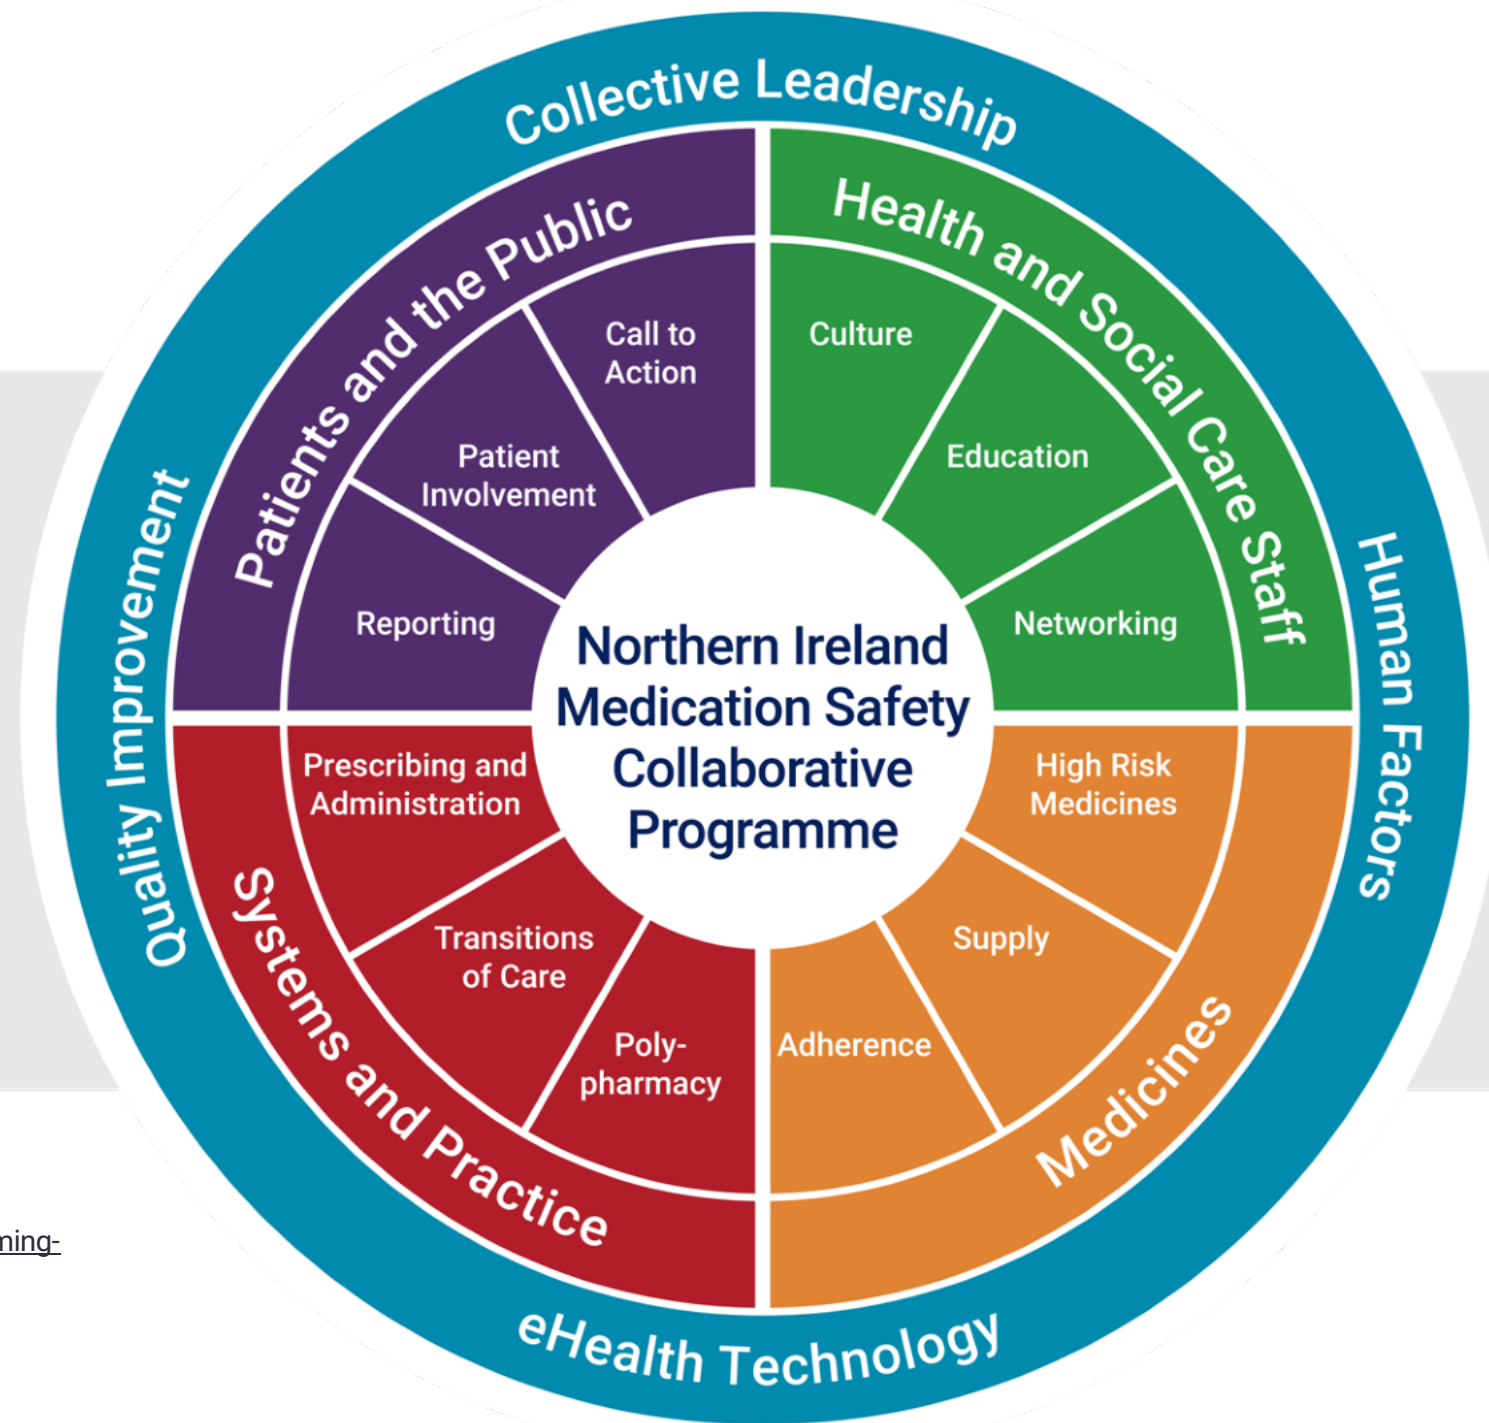 Collective Leadership
Patients and the Public
Health and Social Care Staff
Call to
Action
Culture
Patient
Involvement
Education
Reporting
Networking
Quality Improvement
Human Factors
Northern Ireland
Medication Safety
Collaborative
Programme
Prescribing and
Administration
High Risk
Medicines
Transitions
of Care
Supply
Poly-
pharmacy
Adherence
Systems and Practice
Medicines
ming-
eHealth Technology